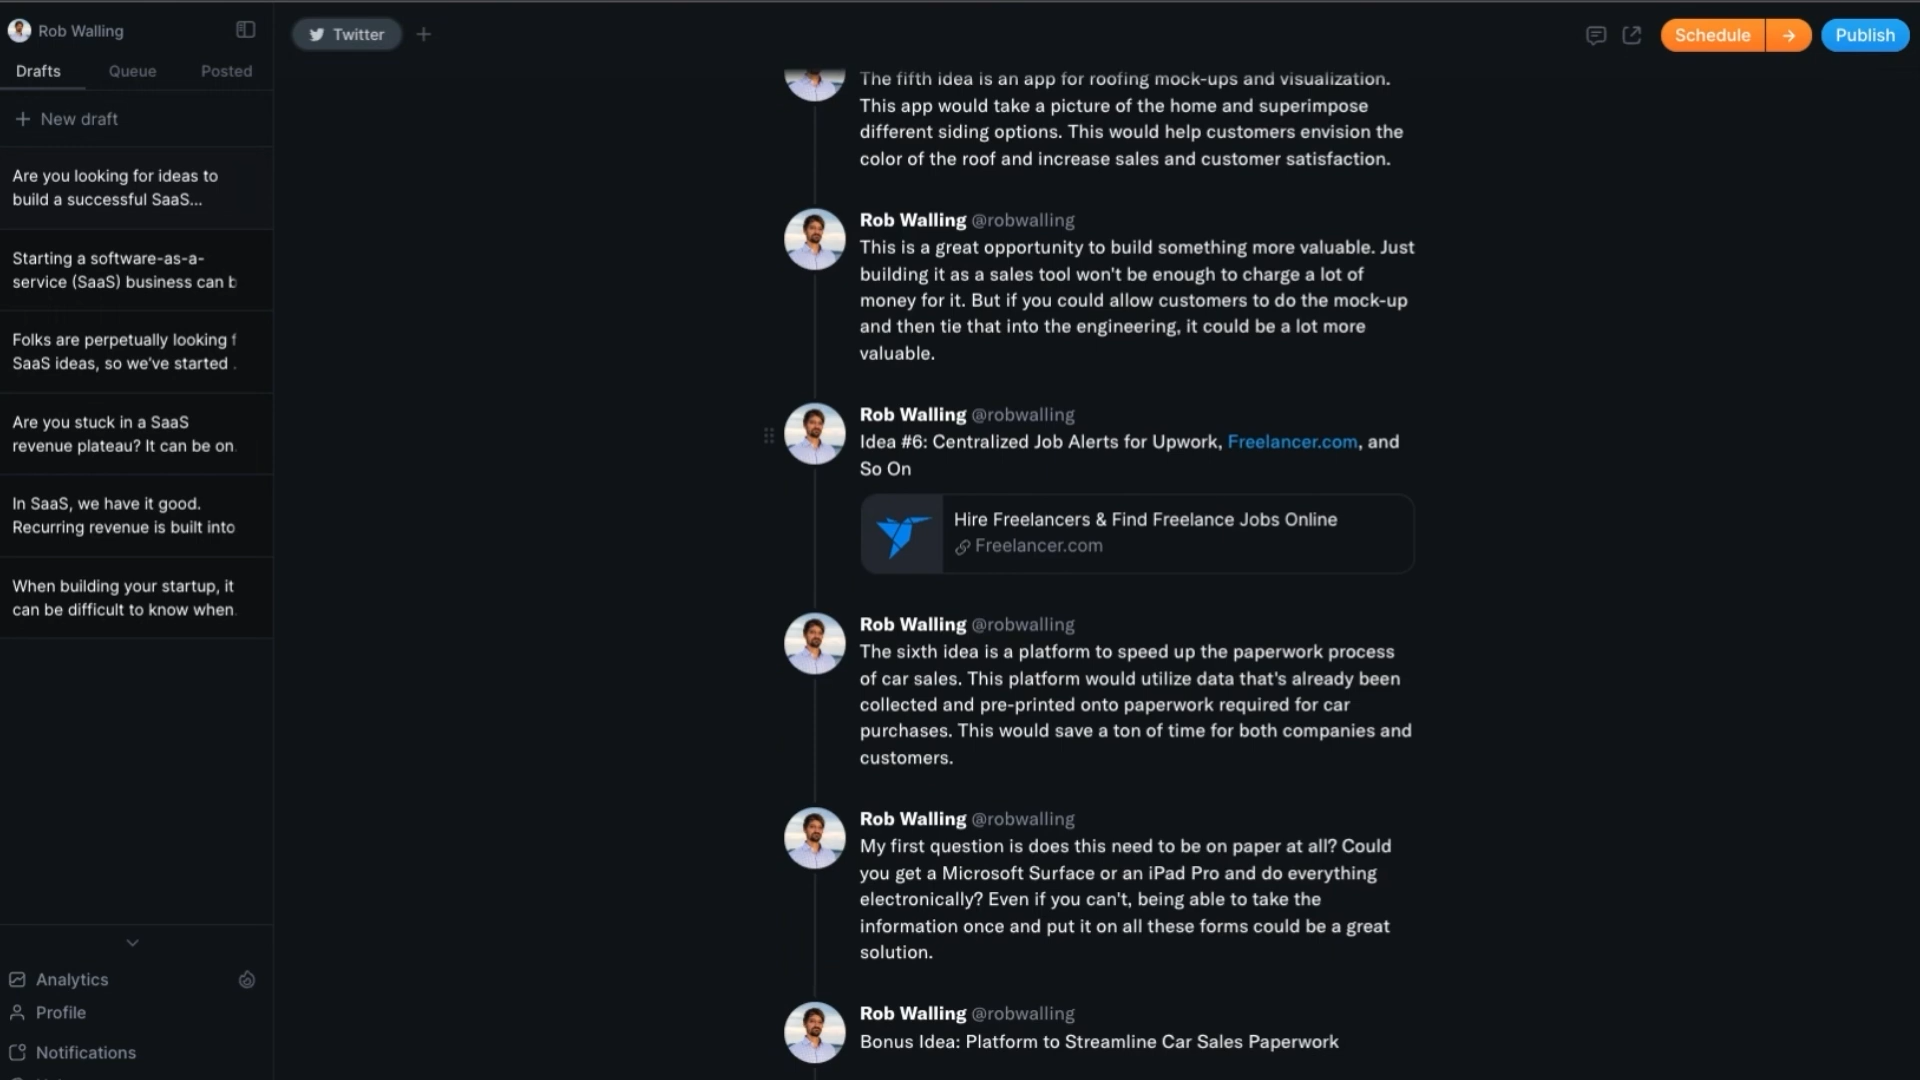 Rob Walling
Drafts
Queue
Posted
New draft
Are you looking for ideas to
build a successful SaaS...
Starting a software-as-a-
service (SaaS) business can b
Folks are perpetually looking f
SaaS ideas, so we've started .
Are you stuck in a SaaS
revenue plateau? It can be on.
In SaaS, we have it good.
Recurring revenue is built into
When building your startup, it
can be difficult to know when
Analytics
Profile
Notifications
Twitter
Schedule
Publish
The fifth idea is an app for roofing mock-ups and visualization.
This app would take a picture of the home and superimpose
different siding options. This would help customers envision the
color of the roof and increase sales and customer satisfaction.
Rob Walling @robwalling
This is a great opportunity to build something more valuable. Just
building it as a sales tool won't be enough to charge a lot of
money for it. But if you could allow customers to do the mock-up
and then tie that into the engineering, it could be a lot more
valuable.
Rob Walling @robwalling
Idea #6: Centralized Job Alerts for Upwork, Freelancer.com, and
So On
Hire Freelancers & Find Freelance Jobs Online
Freelancer.com
Rob Walling @robwalling
The sixth idea is a platform to speed up the paperwork process
of car sales. This platform would utilize data that's already been
collected and pre-printed onto paperwork required for car
purchases. This would save a ton of time for both companies and
customers.
Rob Walling @robwalling
My first question is does this need to be on paper at all? Could
you get a Microsoft Surface or an iPad Pro and do everything
electronically? Even if you can't, being able to take the
information once and put it on all these forms could be a great
solution.
Rob Walling @robwalling
Bonus Idea: Platform to Streamline Car Sales Paperwork